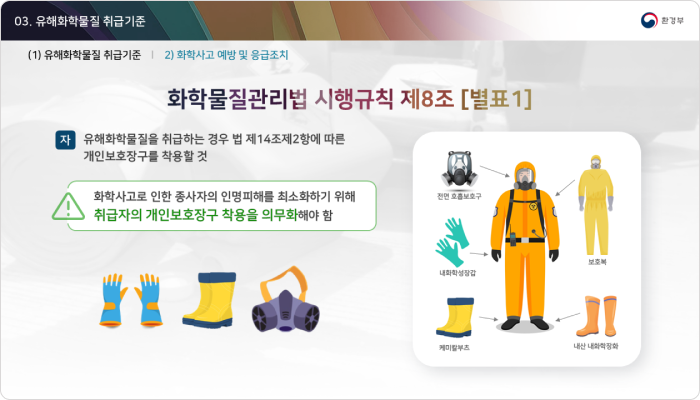 03. 유해화학물질 취급기준
환경부
(1) 유해화학물질 취급기준 | 2) 화학사고 예방 및 응급조치
화학물질관리법 시행규칙 제8조 [별표1]
자 유해화학물질을 취급하는 경우 법 제14조제2항에 따른
개인보호장구를 착용할 것
화학사고로 인한 종사자의 인명피해를 최소화하기 위해
취급자의 개인보호장구 착용을 의무화해야 함
전면 호흡보호구
보호복
내화학성장갑
케미컬부츠
내산 내화학장화